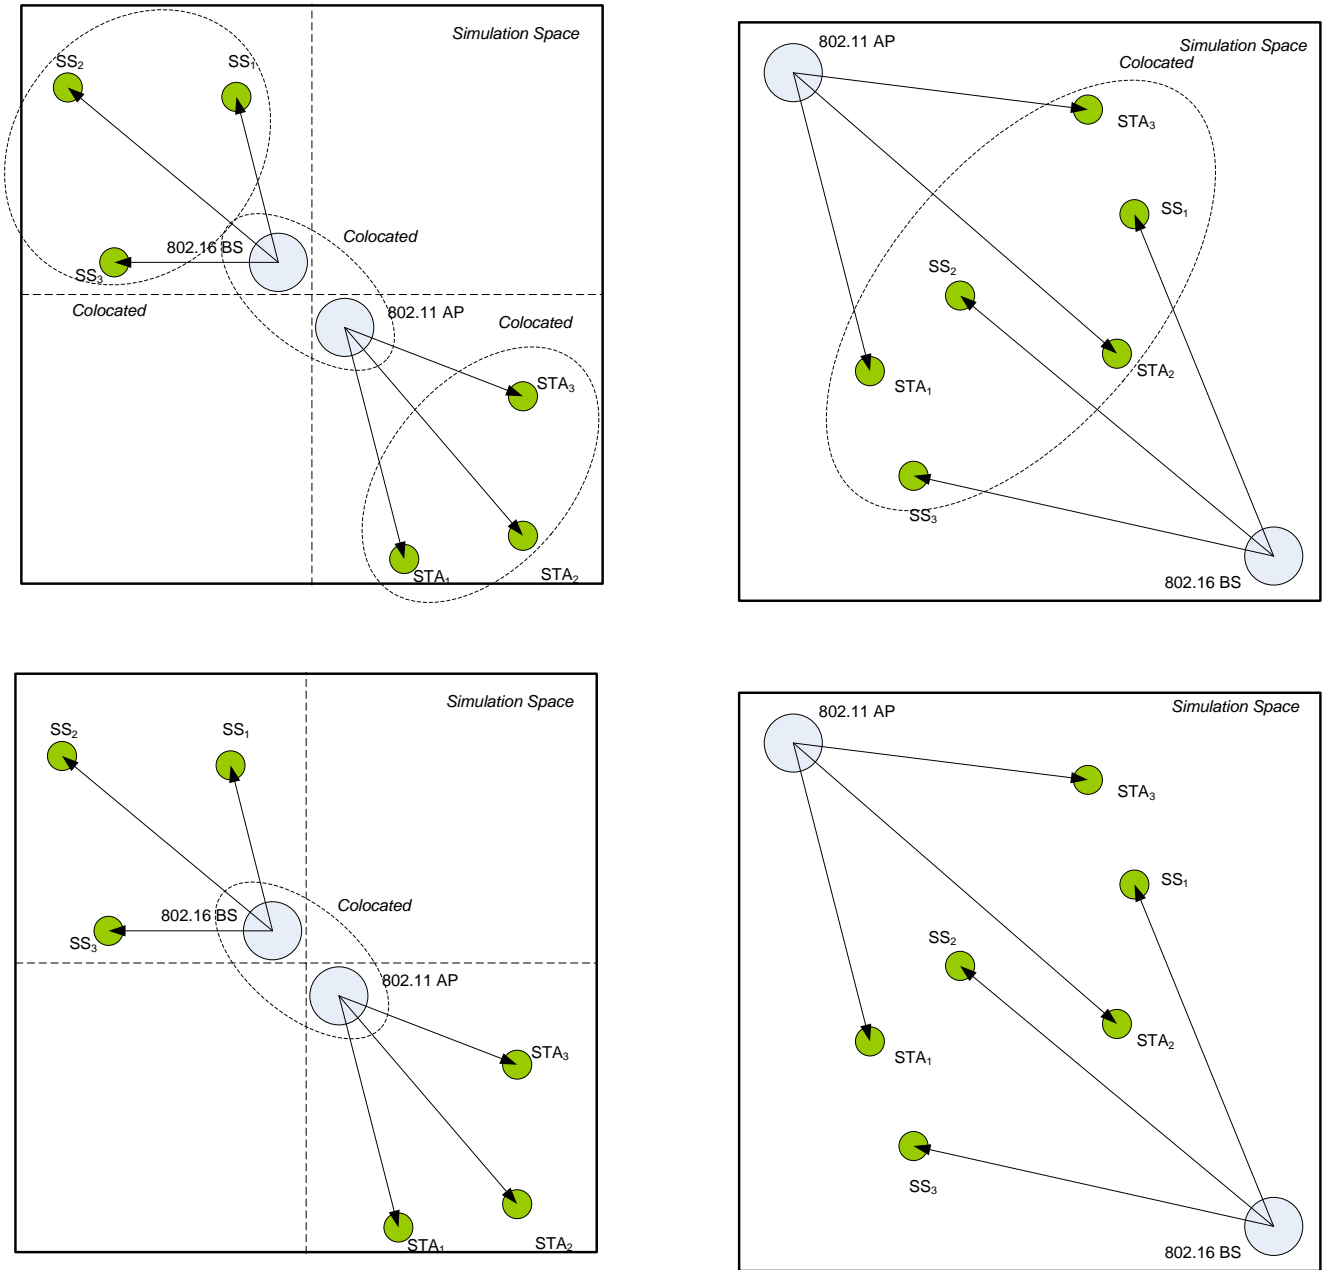 Simulation Space
SS₂
SS₁
Colocated
802.16 BS
SS₃
Colocated
802.11 AP
Colocated
STA₃
STA₁
STA₂
802.11 AP
Simulation Space
Colocated
STA₃
SS₁
SS₂
STA₂
STA₁
SS₃
802.16 BS
Simulation Space
SS₂
SS₁
Colocated
802.16 BS
SS₃
802.11 AP
STA₃
STA₁
STA₂
802.11 AP
Simulation Space
STA₃
SS₁
SS₂
STA₂
STA₁
SS₃
802.16 BS